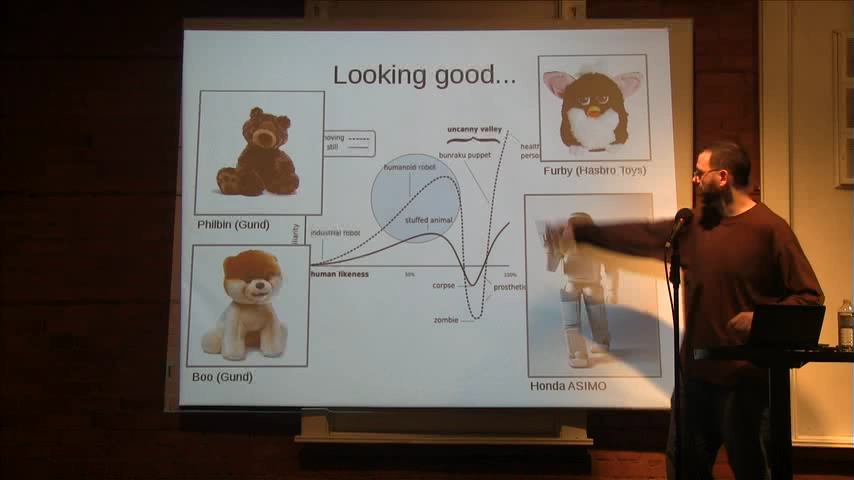 Looking good...
Philbin (Gund)
Boo (Gund)
Furby (Hasbro Toys)
Honda ASIMO
still
uncanny valley
bunraku puppet
humanoid robot
stuffed animal
industrial robot
human likeness
50%
100%
corpse
zombie